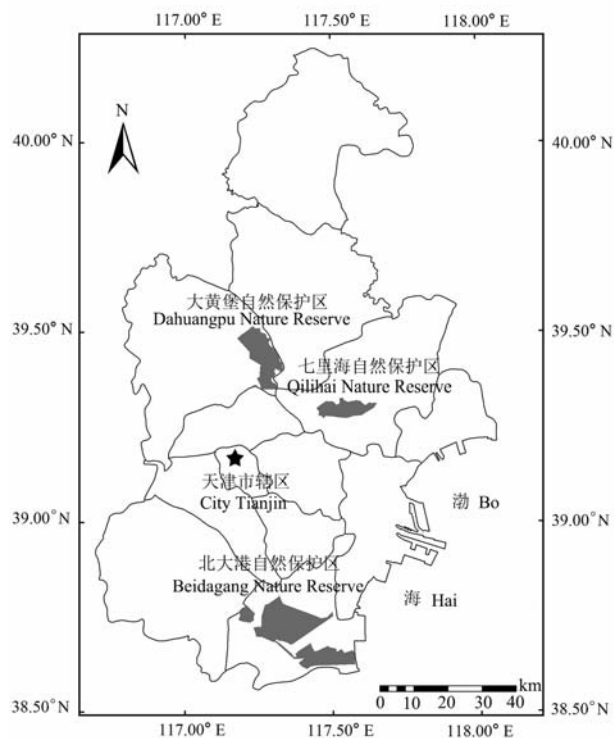 117.00° E 117.50° E 118.00° E
N
40.00° N 40.00° N
大黄堡自然保护区
Dahuangpu Nature Reserve
39.50° N 39.50° N
七里海自然保护区
Qilihai Nature Reserve
天津市辖区
City Tianjin
渤 Bo
39.00° N 39.00° N
北大港自然保护区
Beidagang Nature Reserve
海 Hai
km
0 10 20 30 40
38.50° N 38.50° N
117.00° E 117.50° E 118.00° E